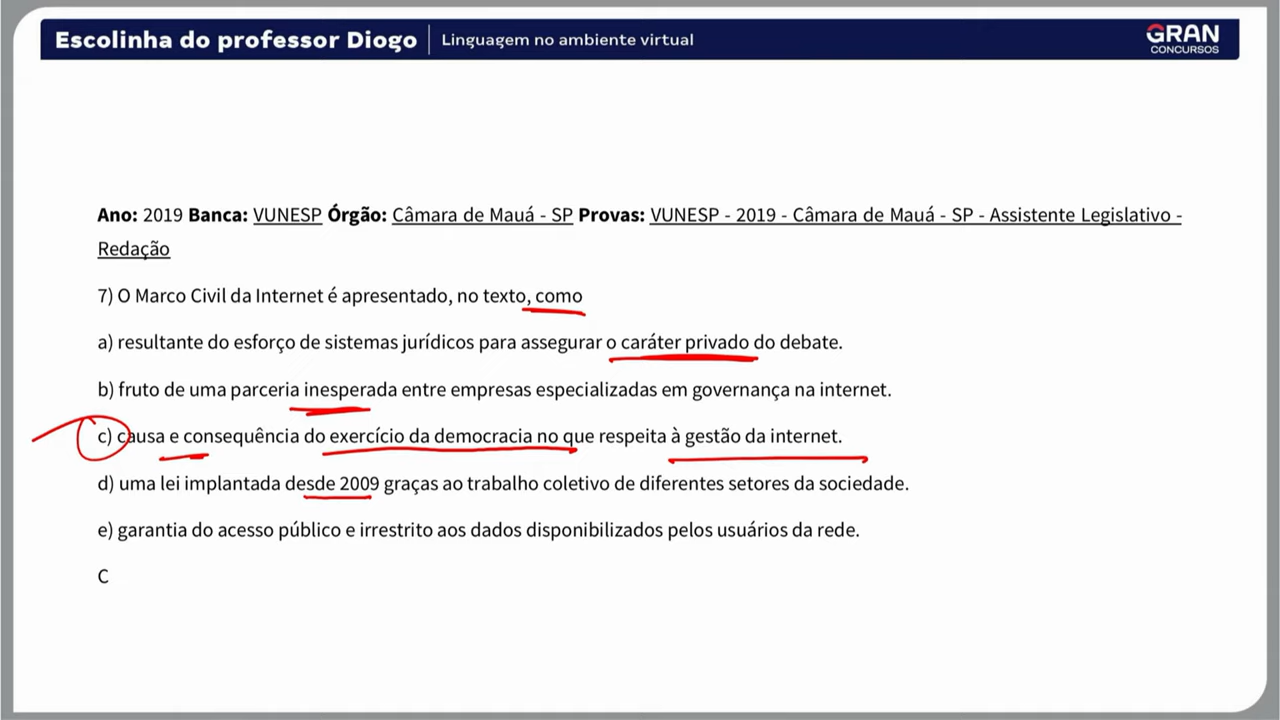 Escolinha do professor Diogo | Linguagem no ambiente virtual
GRAN
CONCURSOS
Ano: 2019 Banca: VUNESP Órgão: Câmara de Mauá - SP Provas: VUNESP - 2019 - Câmara de Mauá - SP - Assistente Legislativo -
Redação
7) O Marco Civil da Internet é apresentado, no texto, como
a) resultante do esforço de sistemas jurídicos para assegurar o caráter privado do debate.
b) fruto de uma parceria inesperada entre empresas especializadas em governança na internet.
c) causa e consequência do exercício da democracia no que respeita à gestão da internet.
d) uma lei implantada desde 2009 graças ao trabalho coletivo de diferentes setores da sociedade.
e) garantia do acesso público e irrestrito aos dados disponibilizados pelos usuários da rede.
C